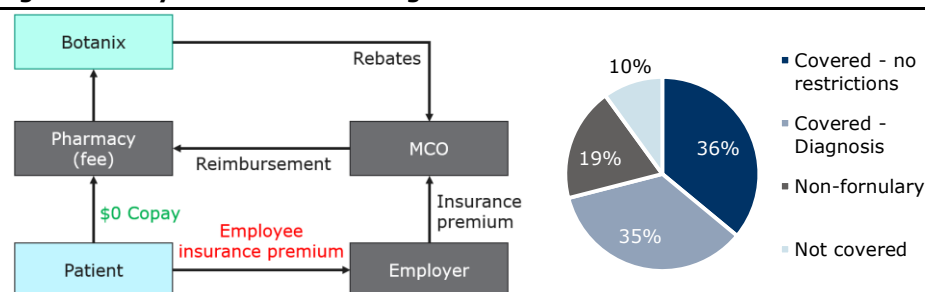 Botanix
Rebates
Pharmacy
(fee)
Reimbursement
MCO
$0 Copay
Insurance
premium
Employee
insurance premium
Patient
Employer
10%
36%
19%
35%
Covered - no
restrictions
Covered -
Diagnosis
Non-fornulary
Not covered